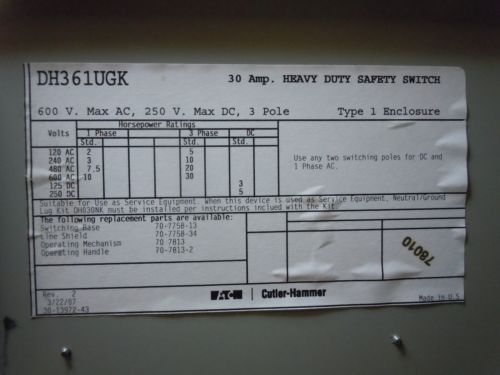 DH361UGK 30 Amp. HEAVY DUTY SAFETY SWITCH
600 V. Max AC, 250 V. Max DC, 3 Pole Type 1 Enclosure
Horsepower Ratings
Volts 1 Phase 3 Phase DC
Std. Std. Std.
120 AC 2 5
240 AC 3 10
480 AC 7.5 20
600 AC 10 30
125 DC 3
250 DC 5
Use any two switching poles for DC and
1 Phase AC.
Suitable for Use as Service Equipment. When this device is used as Service Equipment, Neutral/Ground
Lug Kit DH030NK must be installed per instructions inclued with the Kit.
The following replacement parts are available:
Switching Base 70-7758-13
Line Shield 70-7758-34
Operating Mechanism 70 7813
Operating Handle 70-7813-2
78010
Rev. 2
3/22/07
30-13972-43
EATON Cutler-Hammer
Made in U.S.